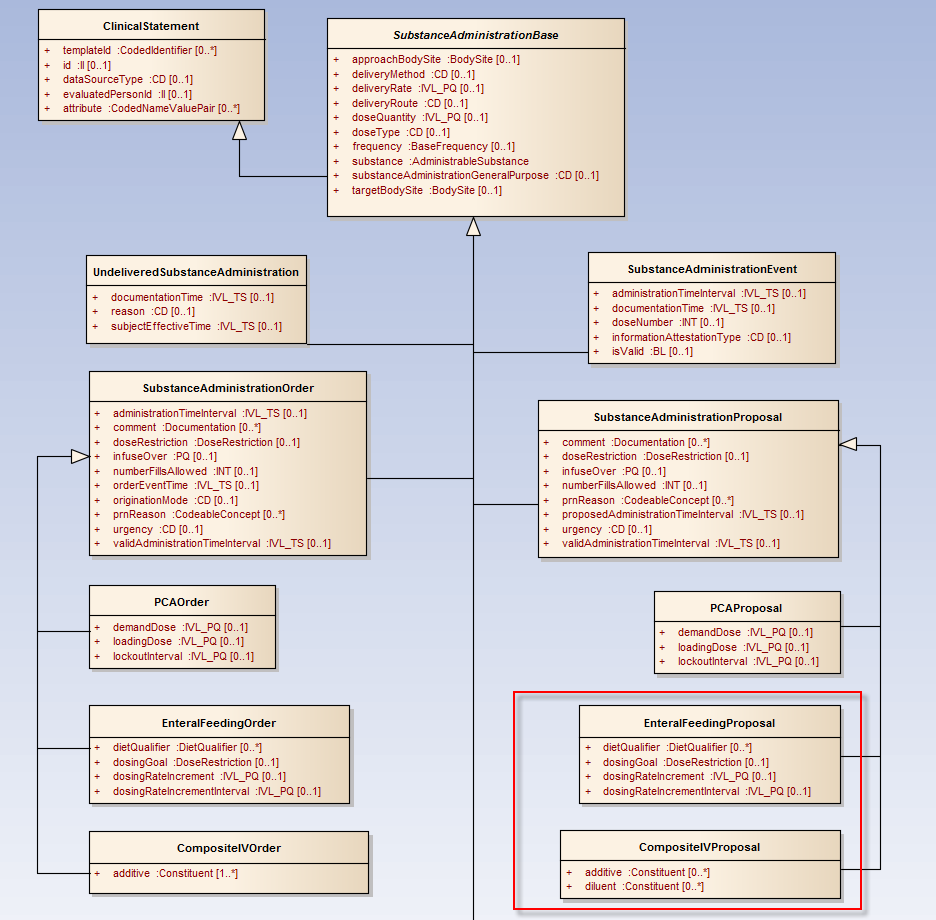 ClinicalStatement
+ templateId :CodedIdentifier [0..*]
+ id :II [0..1]
+ dataSourceType :CD [0..1]
+ evaluatedPersonId :II [0..1]
+ attribute :CodedNameValuePair [0..*]
SubstanceAdministrationBase
+ approachBodySite :BodySite [0..1]
+ deliveryMethod :CD [0..1]
+ deliveryRate :IVL_PQ [0..1]
+ deliveryRoute :CD [0..1]
+ doseQuantity :IVL_PQ [0..1]
+ doseType :CD [0..1]
+ frequency :BaseFrequency [0..1]
+ substance :AdministrableSubstance
+ substanceAdministrationGeneralPurpose :CD [0..1]
+ targetBodySite :BodySite [0..1]
UndeliveredSubstanceAdministration
+ documentationTime :IVL_TS [0..1]
+ reason :CD [0..1]
+ subjectEffectiveTime :IVL_TS [0..1]
SubstanceAdministrationEvent
+ administrationTimeInterval :IVL_TS [0..1]
+ documentationTime :IVL_TS [0..1]
+ doseNumber :INT [0..1]
+ informationAttestationType :CD [0..1]
+ isValid :BL [0..1]
SubstanceAdministrationOrder
+ administrationTimeInterval :IVL_TS [0..1]
+ comment :Documentation [0..*]
+ doseRestriction :DoseRestriction [0..1]
+ infuseOver :PQ [0..1]
+ numberFillsAllowed :INT [0..1]
+ orderEventTime :IVL_TS [0..1]
+ originationMode :CD [0..1]
+ prnReason :CodeableConcept [0..*]
+ urgency :CD [0..1]
+ validAdministrationTimeInterval :IVL_TS [0..1]
SubstanceAdministrationProposal
+ comment :Documentation [0..*]
+ doseRestriction :DoseRestriction [0..1]
+ infuseOver :PQ [0..1]
+ numberFillsAllowed :INT [0..1]
+ prnReason :CodeableConcept [0..*]
+ proposedAdministrationTimeInterval :IVL_TS [0..1]
+ urgency :CD [0..1]
+ validAdministrationTimeInterval :IVL_TS [0..1]
PCAOrder
+ demandDose :IVL_PQ [0..1]
+ loadingDose :IVL_PQ [0..1]
+ lockoutInterval :IVL_PQ [0..1]
PCAProposal
+ demandDose :IVL_PQ [0..1]
+ loadingDose :IVL_PQ [0..1]
+ lockoutInterval :IVL_PQ [0..1]
EnteralFeedingOrder
+ dietQualifier :DietQualifier [0..*]
+ dosingGoal :DoseRestriction [0..1]
+ dosingRateIncrement :IVL_PQ [0..1]
+ dosingRateIncrementInterval :IVL_PQ [0..1]
EnteralFeedingProposal
+ dietQualifier :DietQualifier [0..*]
+ dosingGoal :DoseRestriction [0..1]
+ dosingRateIncrement :IVL_PQ [0..1]
+ dosingRateIncrementInterval :IVL_PQ [0..1]
CompositeIVOrder
+ additive :Constituent [1..*]
CompositeIVProposal
+ additive :Constituent [0..*]
+ diluent :Constituent [0..*]